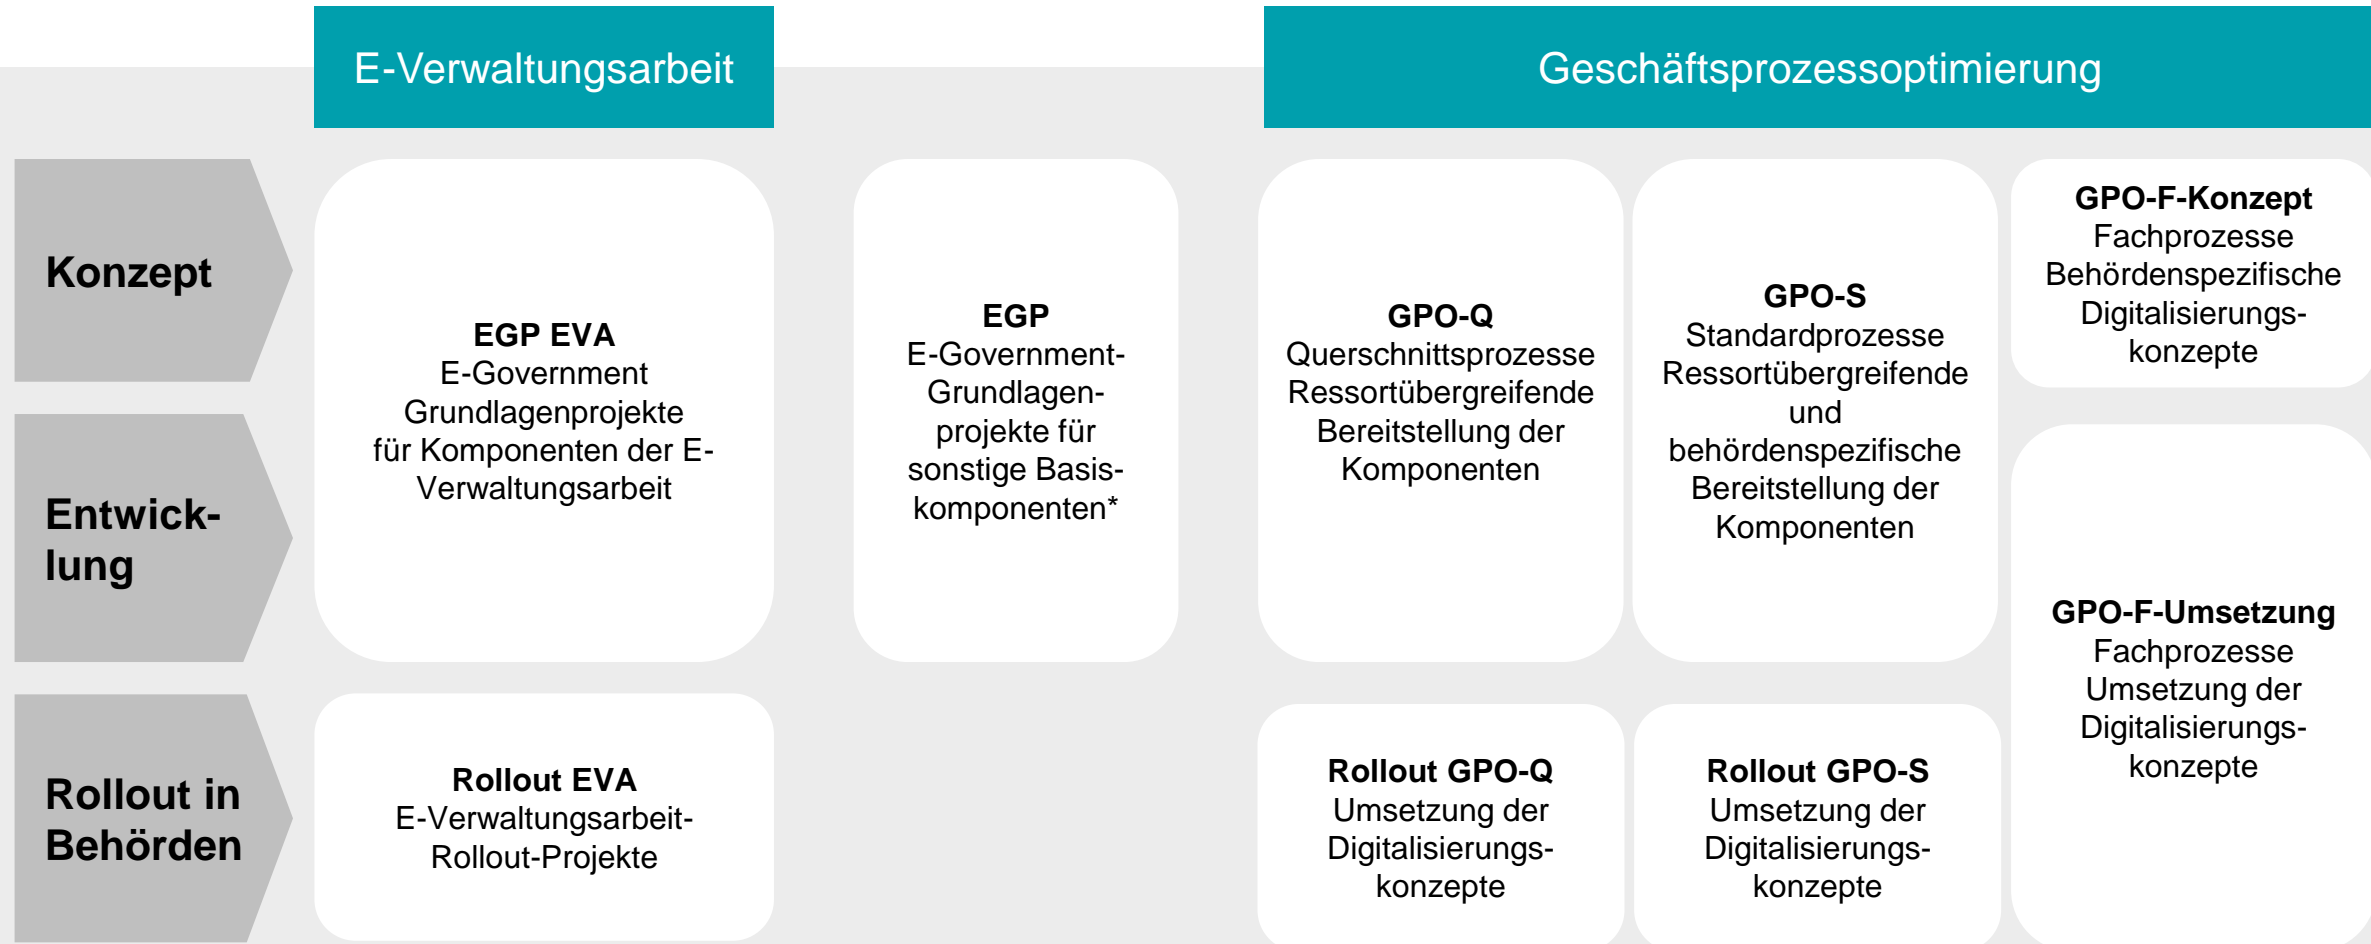 E-Verwaltungsarbeit
Geschäftsprozessoptimierung
Konzept
Entwick-
lung
Rollout in
Behörden
EGP EVA
E-Government
Grundlagenprojekte
für Komponenten der E-
Verwaltungsarbeit
Rollout EVA
E-Verwaltungsarbeit-
Rollout-Projekte
EGP
E-Government-
Grundlagen-
projekte für
sonstige Basis-
komponenten*
GPO-Q
Querschnittsprozesse
Ressortübergreifende
Bereitstellung der
Komponenten
Rollout GPO-Q
Umsetzung der
Digitalisierungs-
konzepte
GPO-S
Standardprozesse
Ressortübergreifende
und
behördenspezifische
Bereitstellung der
Komponenten
Rollout GPO-S
Umsetzung der
Digitalisierungs-
konzepte
GPO-F-Konzept
Fachprozesse
Behördenspezifische
Digitalisierungs-
konzepte
GPO-F-Umsetzung
Fachprozesse
Umsetzung der
Digitalisierungs-
konzepte